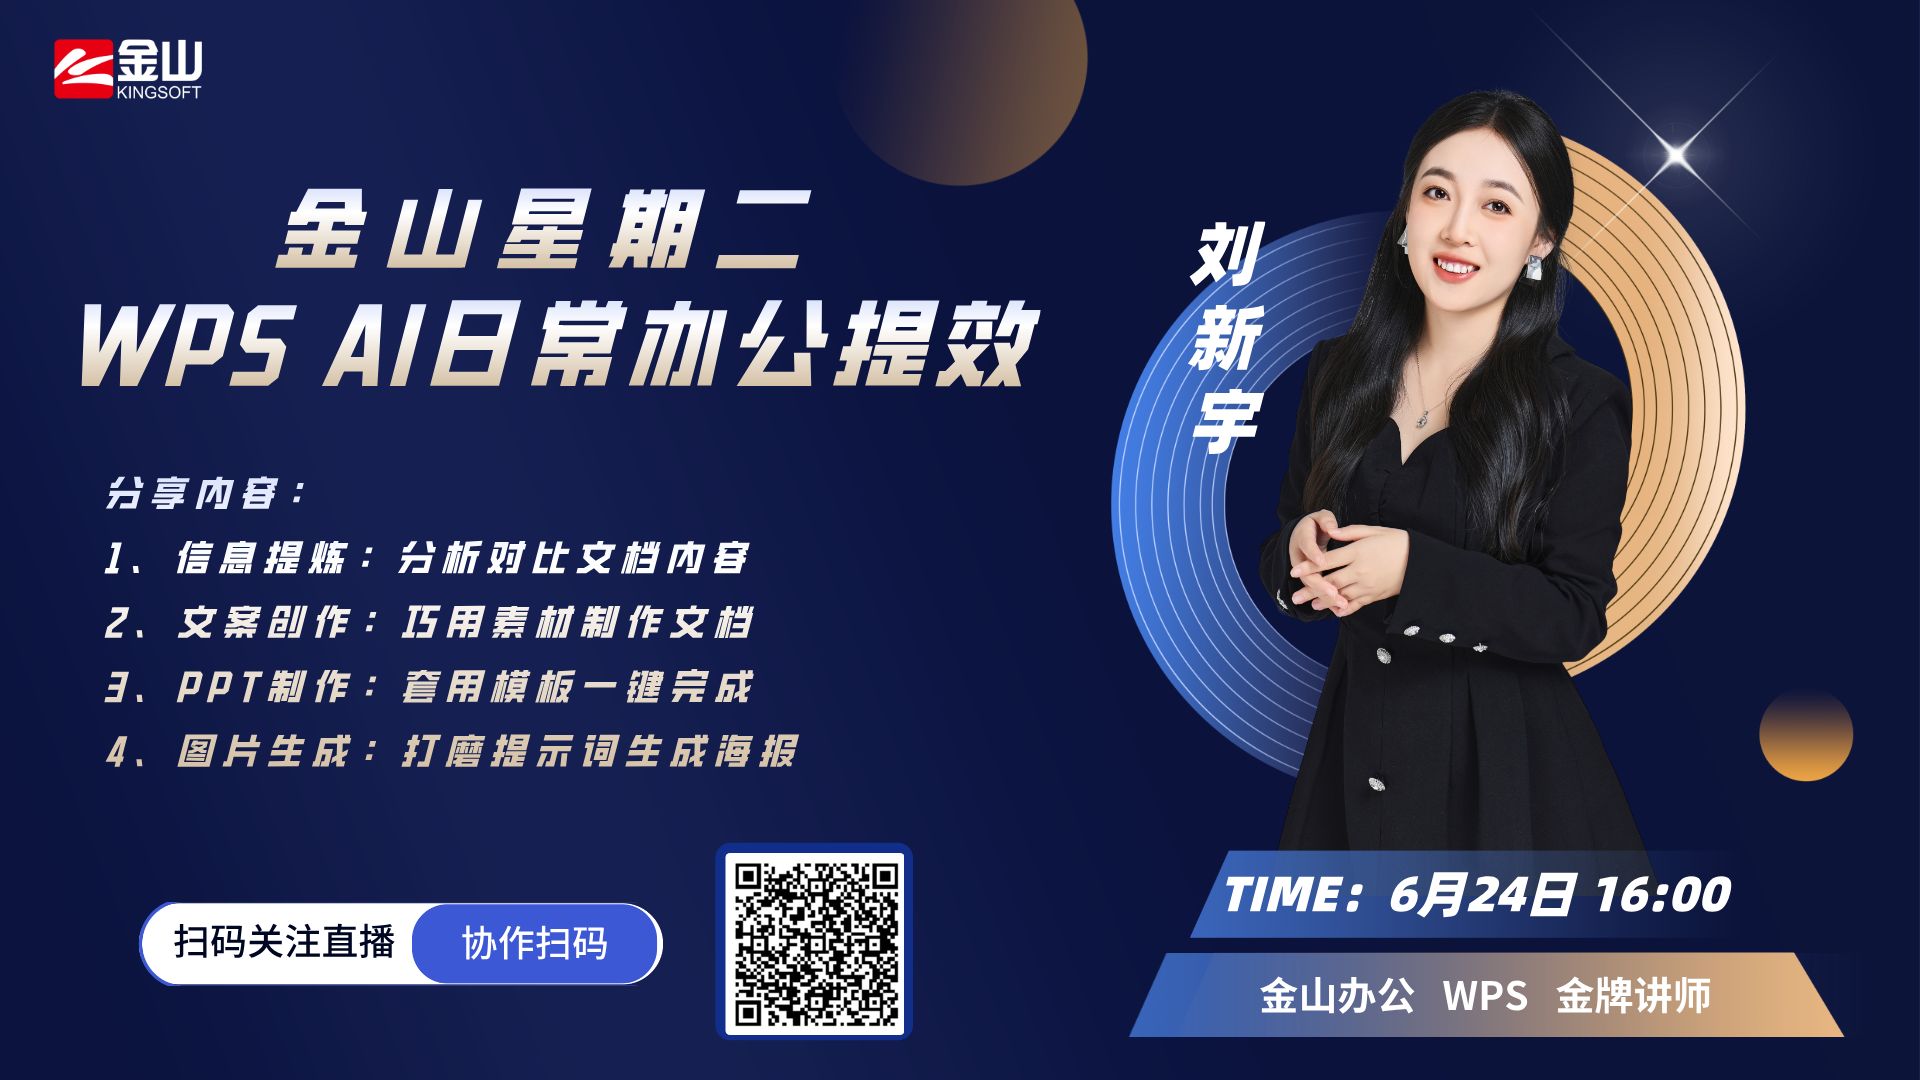 金山
KINGSOFT
金山星期二
WPS AI日常办公提效
分享内容：
1、信息提炼：分析对比文档内容
2、文案创作：巧用素材制作文档
3、PPT制作：套用模板一键完成
4、图片生成：打磨提示词生成海报
扫码关注直播 协作扫码
刘新宇
TIME：6月24日 16:00
金山办公 WPS 金牌讲师